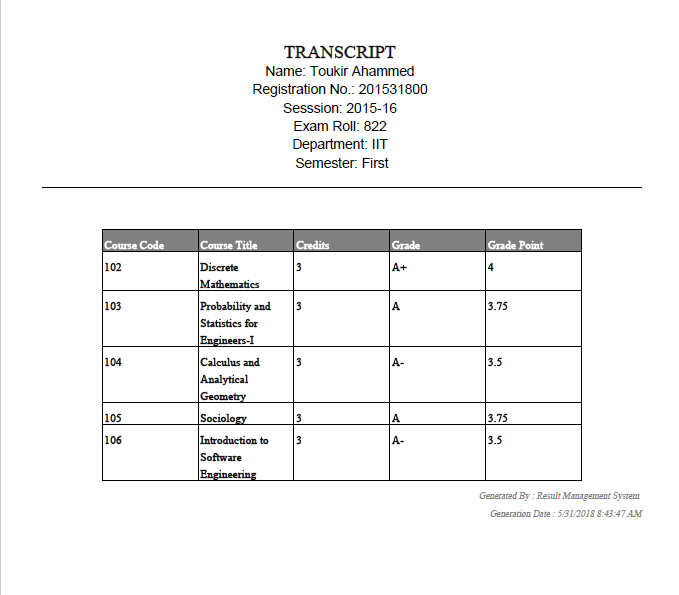 TRANSCRIPT
Name: Toukir Ahammed
Registration No.: 201531800
Sesssion: 2015-16
Exam Roll: 822
Department: IIT
Semester: First
Course Code Course Title Credits Grade Grade Point
102 Discrete 3 A+ 4
Mathematics
103 Probability and 3 A 3.75
Statistics for
Engineers-I
104 Calculus and 3 A- 3.5
Analytical
Geometry
105 Sociology 3 A 3.75
106 Introduction to 3 A- 3.5
Software
Engineering
Generated By : Result Management System
Generation Date : 5/31/2018 8:43:47 AM